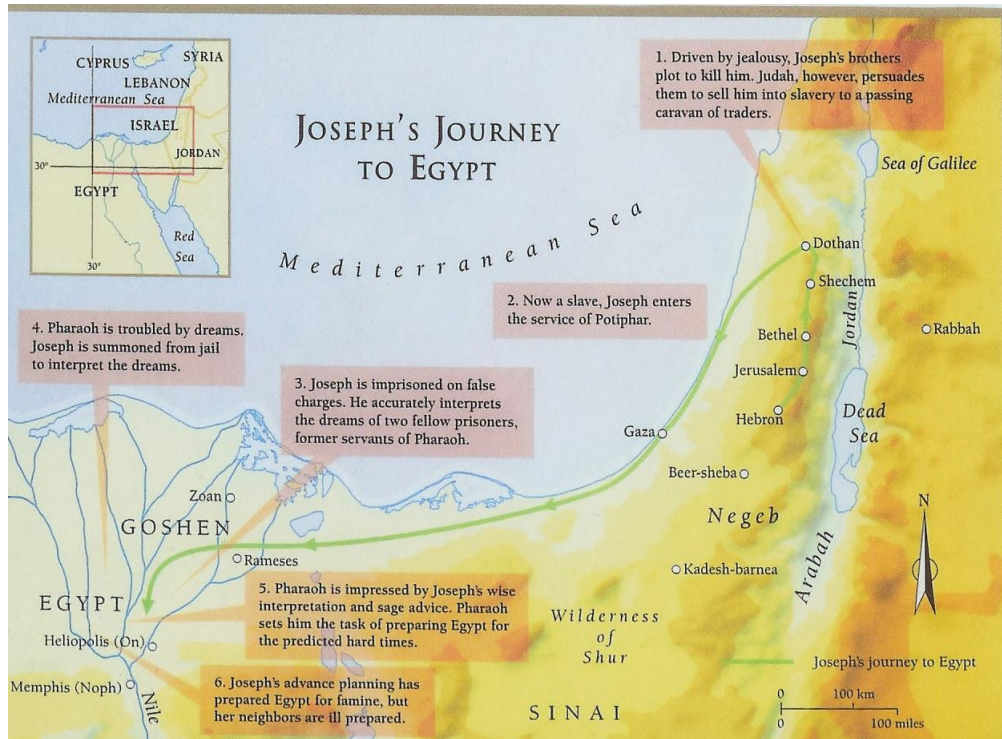 CYPRUS
SYRIA
LEBANON
Mediterranean Sea
ISRAEL
JORDAN
30°
EGYPT
Red
Sea
30°
JOSEPH'S JOURNEY
TO EGYPT
Mediterranean Sea
1. Driven by jealousy, Joseph's brothers
plot to kill him. Judah, however, persuades
them to sell him into slavery to a passing
caravan of traders.
Sea of Galilee
Dothan
Shechem
Jordan
Bethel
Rabbah
Jerusalem
Hebron
Dead
Sea
2. Now a slave, Joseph enters
the service of Potiphar.
4. Pharaoh is troubled by dreams.
Joseph is summoned from jail
to interpret the dreams.
3. Joseph is imprisoned on false
charges. He accurately interprets
the dreams of two fellow prisoners,
former servants of Pharaoh.
Gaza
Beer-sheba
Negeb
Zoan
GOSHEN
Rameses
Kadesh-barnea
Arabah
N
EGYPT
5. Pharaoh is impressed by Joseph's wise
interpretation and sage advice. Pharaoh
sets him the task of preparing Egypt for
the predicted hard times.
Wilderness
of
Shur
Heliopolis (On)
Memphis (Noph)
Nile
6. Joseph's advance planning has
prepared Egypt for famine, but
her neighbors are ill prepared.
SINAI
Joseph's journey to Egypt
0 100 km
0 100 miles